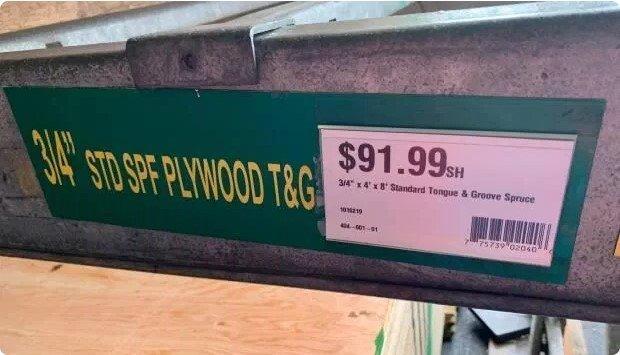 3/4" STD SPF PLYWOOD T&G
$91.99SH
3/4" x 4' x 8' Standard Tongue & Groove Spruce
1016219
404-001-01
7 75739 02040